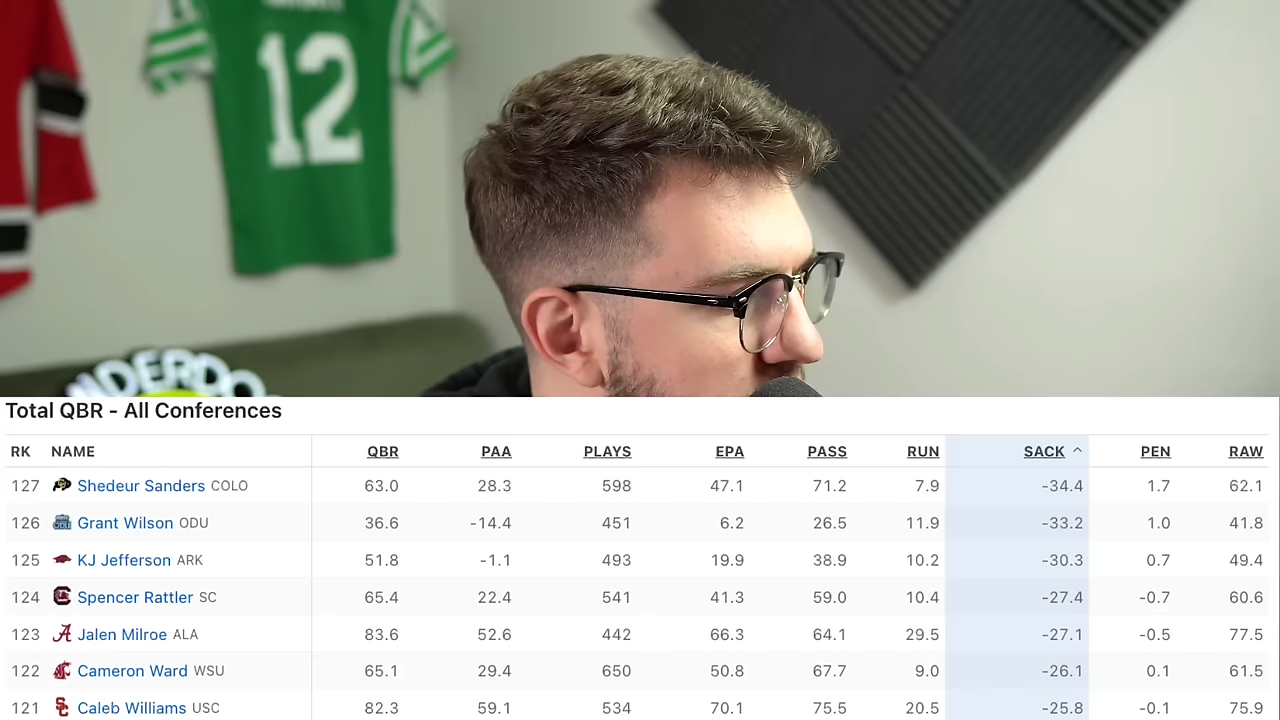 12
Total QBR - All Conferences
RK NAME QBR PAA PLAYS EPA PASS RUN SACK ^ PEN RAW
127 Shedeur Sanders COLO 63.0 28.3 598 47.1 71.2 7.9 -34.4 1.7 62.1
126 Grant Wilson ODU 36.6 -14.4 451 6.2 26.5 11.9 -33.2 1.0 41.8
125 KJ Jefferson ARK 51.8 -1.1 493 19.9 38.9 10.2 -30.3 0.7 49.4
124 Spencer Rattler SC 65.4 22.4 541 41.3 59.0 10.4 -27.4 -0.7 60.6
123 Jalen Milroe ALA 83.6 52.6 442 66.3 64.1 29.5 -27.1 -0.5 77.5
122 Cameron Ward WSU 65.1 29.4 650 50.8 67.7 9.0 -26.1 0.1 61.5
121 Caleb Williams USC 82.3 59.1 534 70.1 75.5 20.5 -25.8 -0.1 75.9